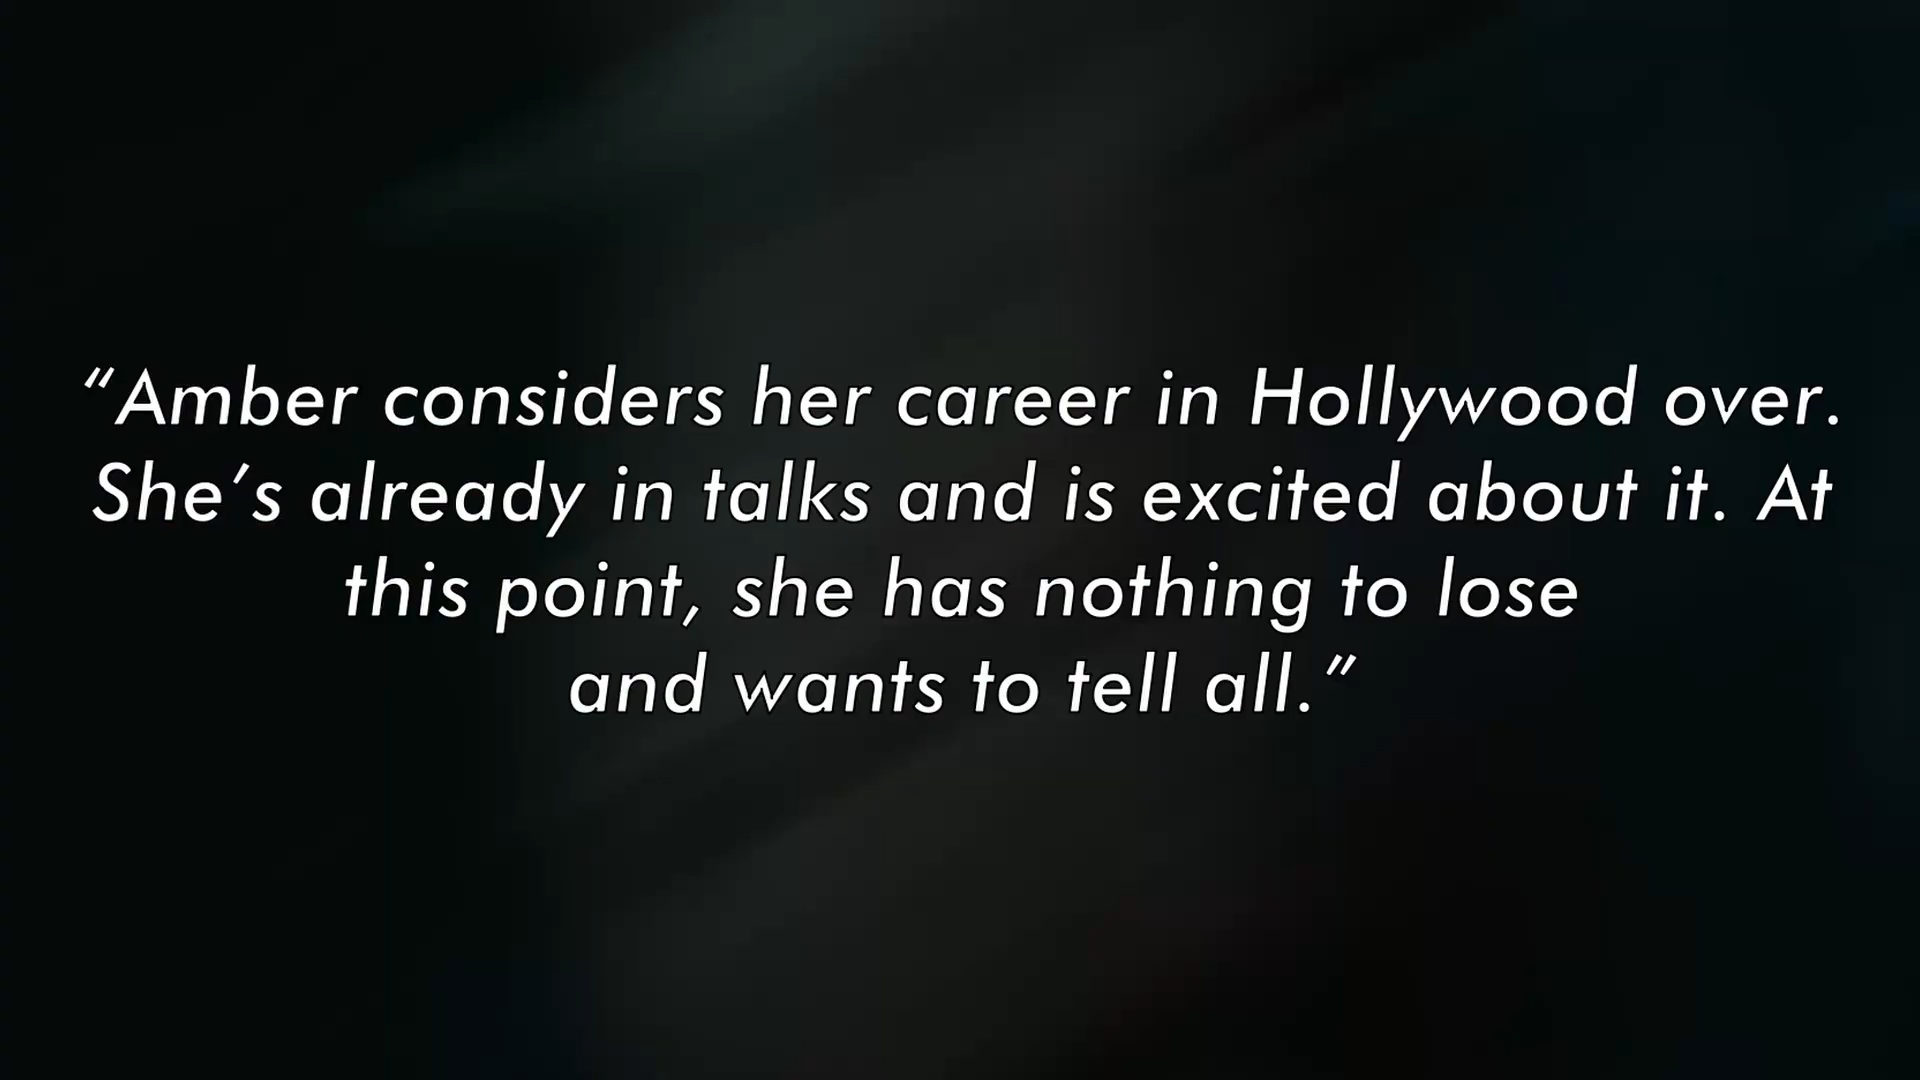 “Amber considers her career in Hollywood over.
She’s already in talks and is excited about it. At
this point, she has nothing to lose
and wants to tell all.”